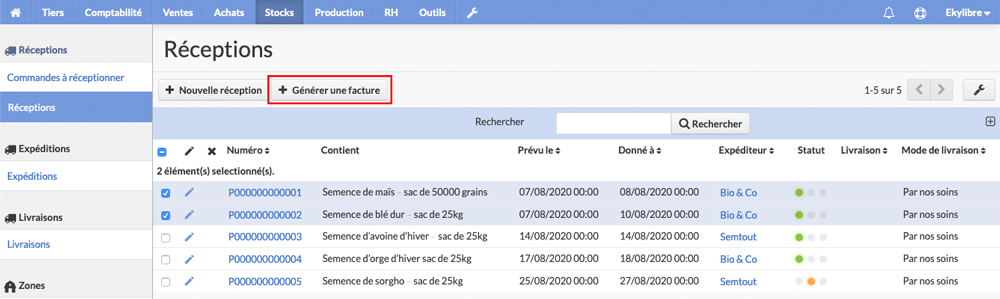 Tiers Comptabilité Ventes Achats Stocks Production RH Outils Ekylibre
Réceptions
Commandes à réceptionner
Réceptions
Expéditions
Expéditions
Livraisons
Livraisons
Zones
Réceptions
Nouvelle réception Générer une facture 1-5 sur 5
Rechercher Rechercher
Numéro Contient Prévu le Donné à Expéditeur Statut Livraison Mode de livraison
2 élément(s) selectionné(s).
P000000000001 Semence de maïs – sac de 50000 grains 07/08/2020 00:00 08/08/2020 00:00 Bio & Co Par nos soins
P000000000002 Semence de blé dur – sac de 25kg 07/08/2020 00:00 10/08/2020 00:00 Bio & Co Par nos soins
P000000000003 Semence d'avoine d'hiver – sac de 25kg 14/08/2020 00:00 14/08/2020 00:00 Semtout Par nos soins
P000000000004 Semence d'orge d'hiver sac de 25kg 17/08/2020 00:00 18/08/2020 00:00 Bio & Co Par nos soins
P000000000005 Semence de sorgho – sac de 25kg 25/08/2020 00:00 27/08/2020 00:00 Semtout Par nos soins